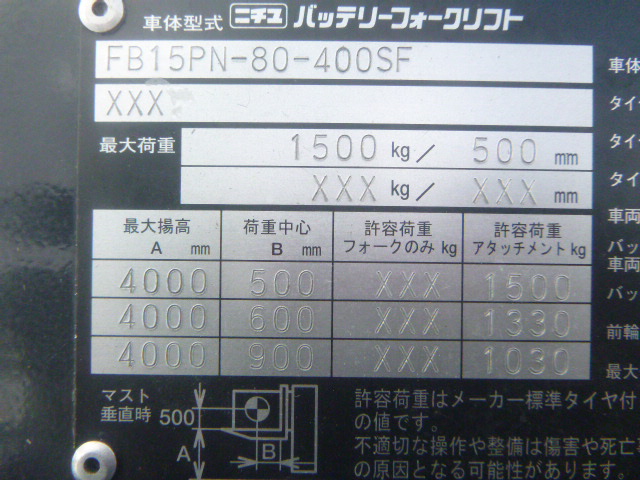 車体型式 ニチユ バッテリーフォークリフト
FB15PN-80-400SF
XXX
最大荷重 1500 kg/ 500 mm
XXX kg/ XXX mm
最大揚高 A mm 荷重中心 B mm 許容荷重 フォークのみ kg 許容荷重 アタッチメント kg
4000 500 XXX 1500
4000 600 XXX 1330
4000 900 XXX 1030
マスト
垂直時 500
A B
許容荷重はメーカー標準タイヤ付
の値です。
不適切な操作や整備は傷害や死亡
の原因となる可能性があります。
車体
タイ
タイ
タイ
車両
バッ
車両
バッ
前輪
最大